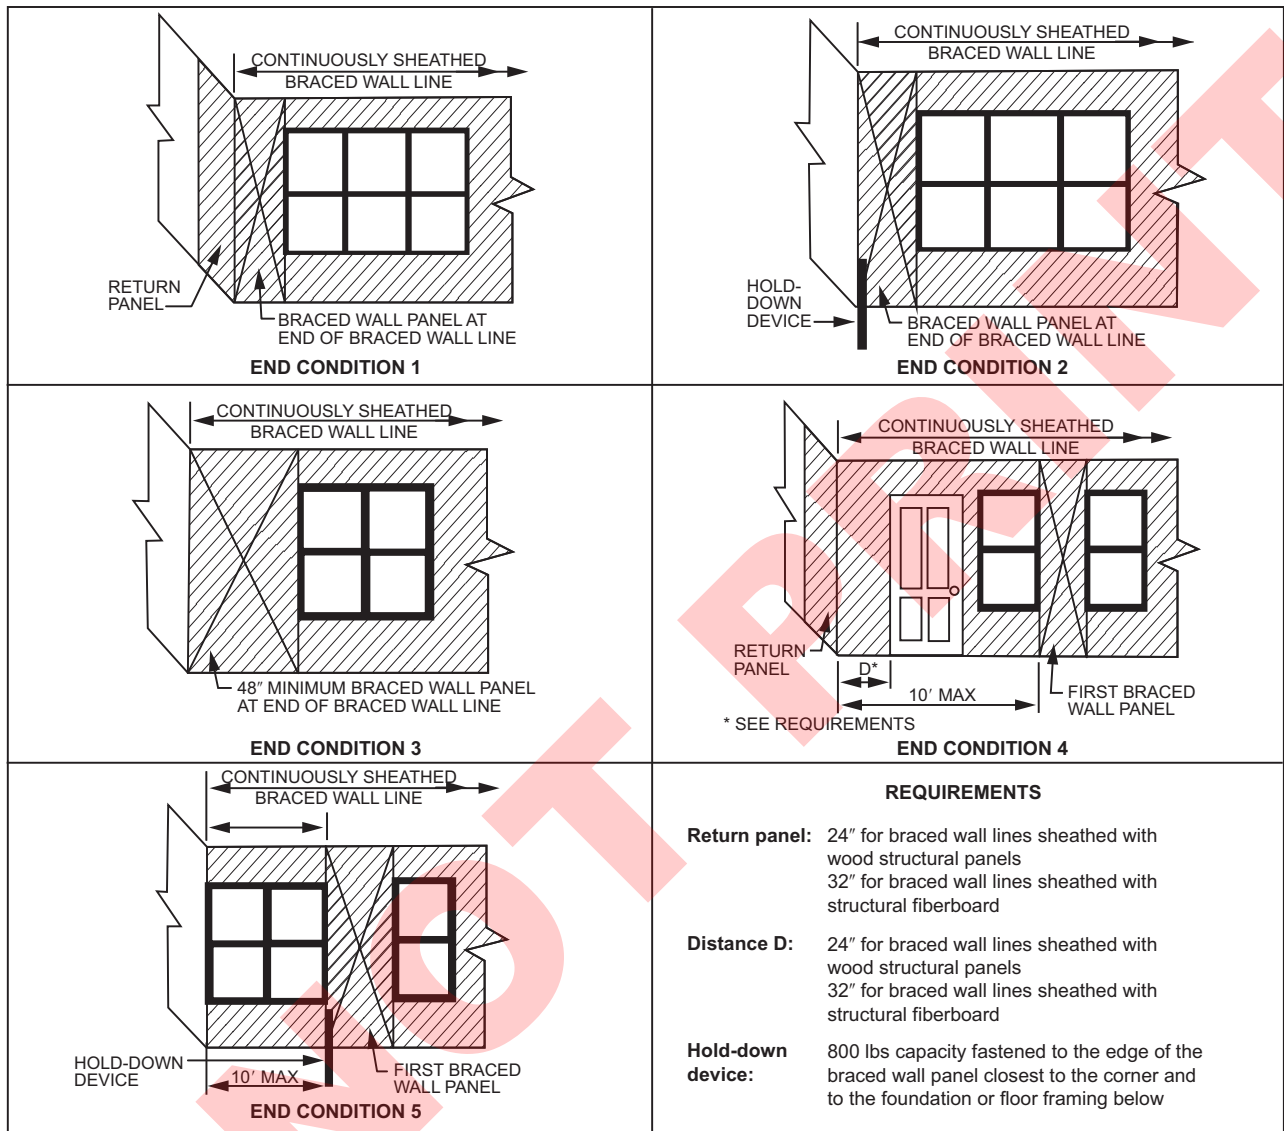 CONTINUOUSLY SHEATHED
BRACED WALL LINE
RETURN
PANEL
BRACED WALL PANEL AT
END OF BRACED WALL LINE
END CONDITION 1
CONTINUOUSLY SHEATHED
BRACED WALL LINE
HOLD-
DOWN
DEVICE
BRACED WALL PANEL AT
END OF BRACED WALL LINE
END CONDITION 2
CONTINUOUSLY SHEATHED
BRACED WALL LINE
48″ MINIMUM BRACED WALL PANEL
AT END OF BRACED WALL LINE
END CONDITION 3
CONTINUOUSLY SHEATHED
BRACED WALL LINE
RETURN
PANEL
D*
10′ MAX
FIRST BRACED
WALL PANEL
* SEE REQUIREMENTS
END CONDITION 4
CONTINUOUSLY SHEATHED
BRACED WALL LINE
HOLD-DOWN
DEVICE
10′ MAX
FIRST BRACED
WALL PANEL
END CONDITION 5
REQUIREMENTS
Return panel: 24″ for braced wall lines sheathed with
wood structural panels
32″ for braced wall lines sheathed with
structural fiberboard
Distance D: 24″ for braced wall lines sheathed with
wood structural panels
32″ for braced wall lines sheathed with
structural fiberboard
Hold-down 800 lbs capacity fastened to the edge of the
device: braced wall panel closest to the corner and
to the foundation or floor framing below
NOT PRINT